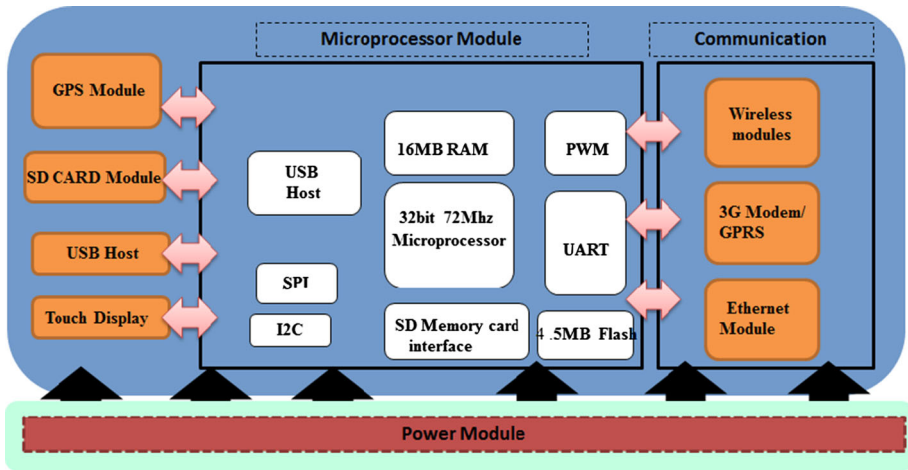 Microprocessor Module
Communication
GPS Module
SD CARD Module
USB Host
Touch Display
USB
Host
SPI
I2C
16MB RAM
32bit 72Mhz
Microprocessor
SD Memory card
interface
PWM
UART
4.5MB Flash
Wireless
modules
3G Modem/
GPRS
Ethernet
Module
Power Module